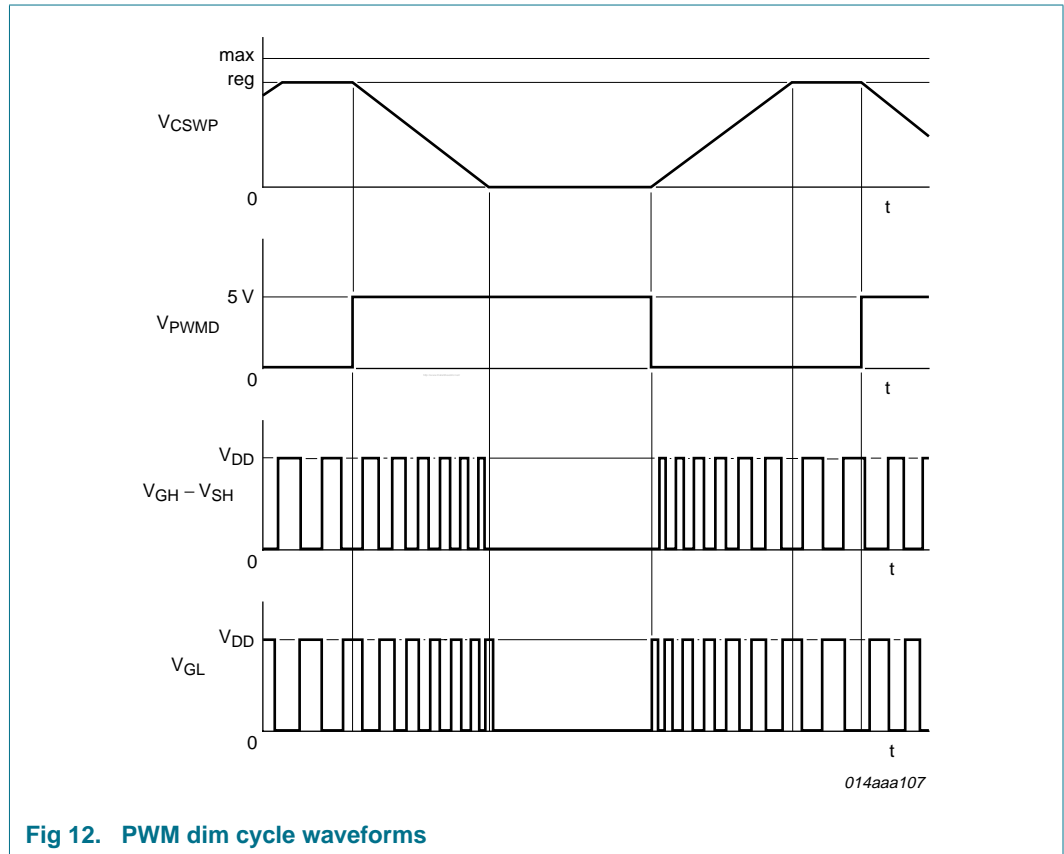 max
reg
VCSWP
0
t
5 V
VPWMD
0
t
VDD
VGH − VSH
0
t
VDD
VGL
0
t
014aaa107
Fig 12. PWM dim cycle waveforms